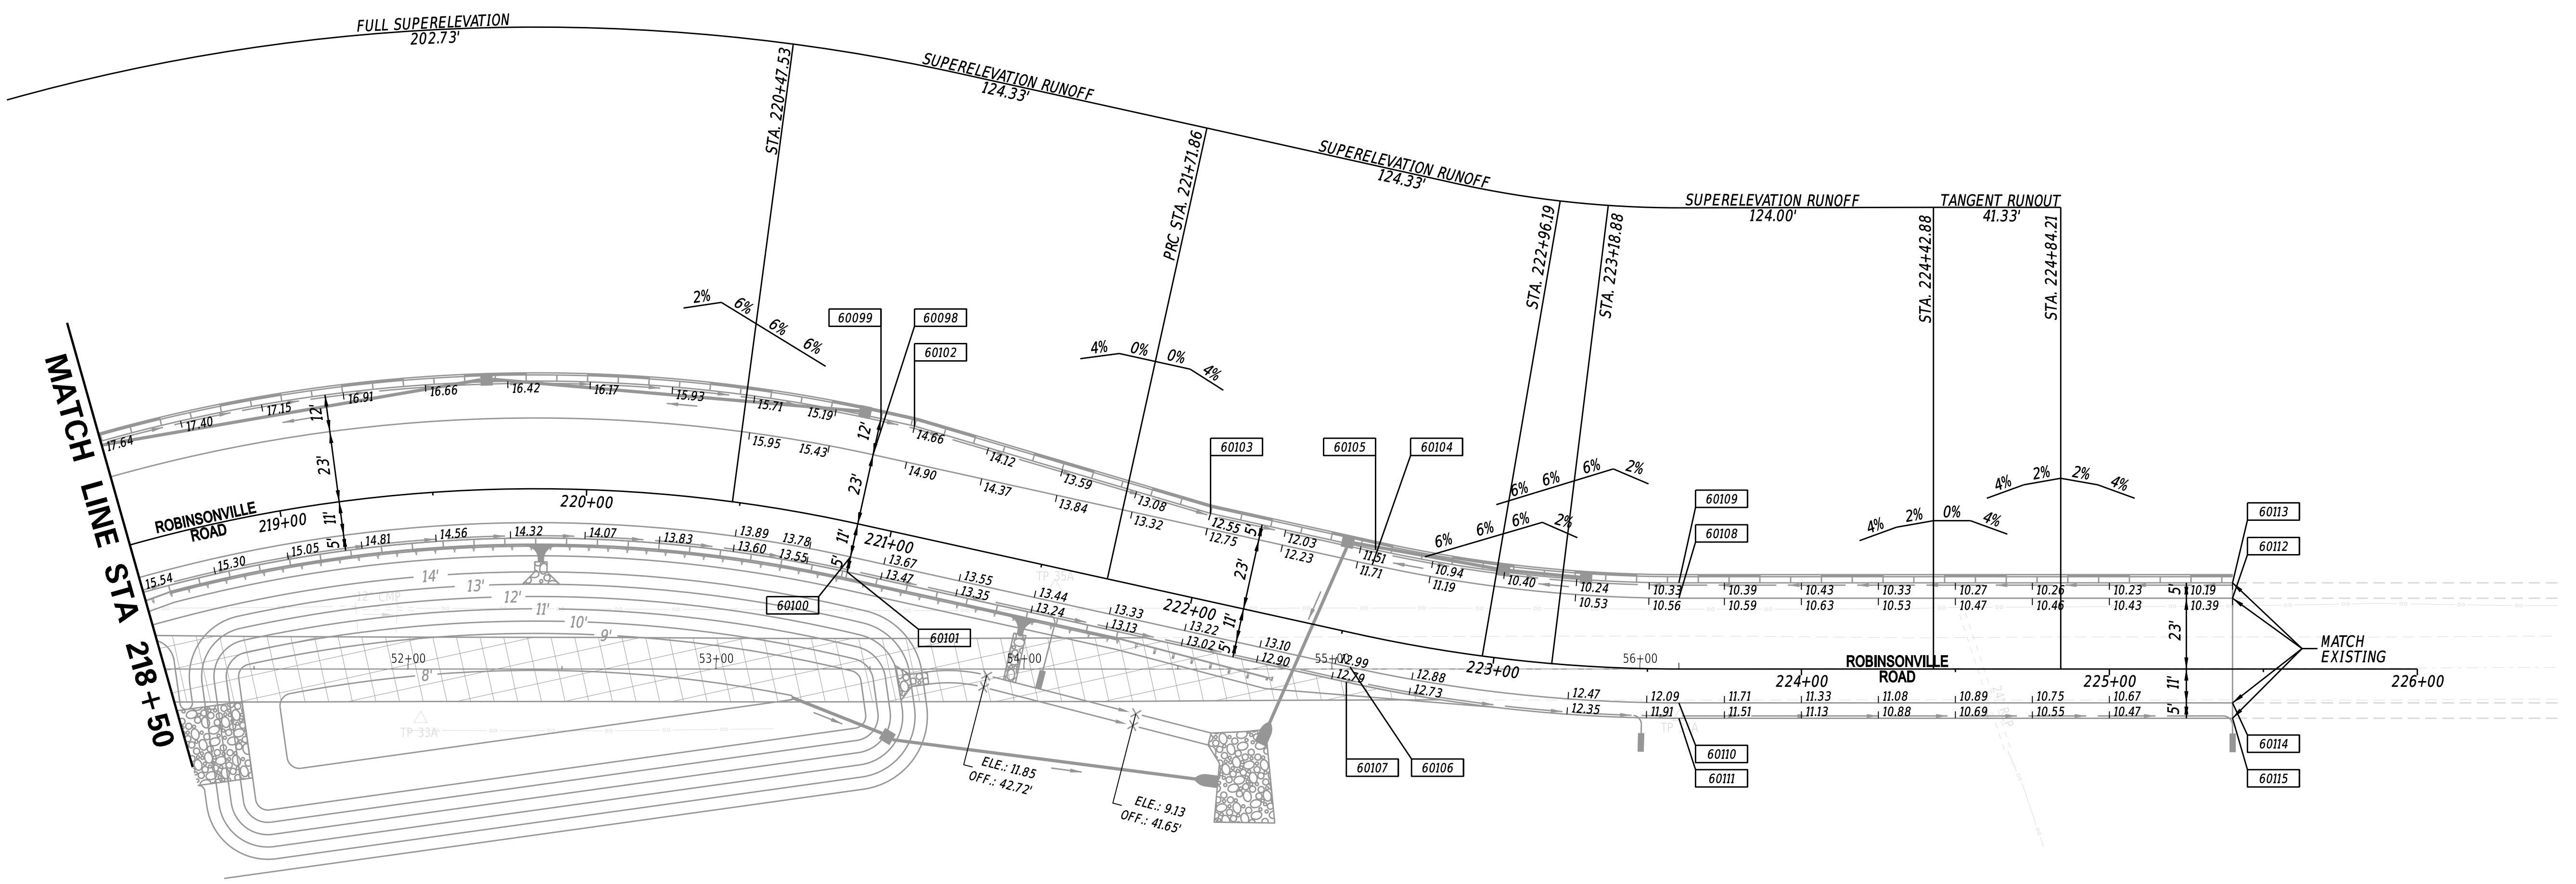 FULL SUPERELEVATION
202.73'
SUPERELEVATION RUNOFF
124.33'
SUPERELEVATION RUNOFF
124.33'
SUPERELEVATION RUNOFF
124.00'
TANGENT RUNOUT
41.33'
STA. 220+47.53
PRC STA. 221+71.86
STA. 222+96.19
STA. 223+18.88
STA. 224+42.88
STA. 224+84.21
2% 6% 6% 6%
4% 0% 0% 4%
6% 6% 6% 2%
6% 6% 6% 2%
4% 2% 0% 4%
4% 2% 2% 4%
60099
60098
60102
60103
60105
60104
60109
60108
60113
60112
MATCH LINE STA 218+50
17.64 17.40 17.15 16.91 16.66 16.42 16.17 15.93 15.71 15.19 14.66 14.12 13.59 13.08 12.55 12.03 11.51 10.94 10.40 10.24 10.33 10.39 10.43 10.33 10.27 10.26 10.23 10.19
15.95 15.43 14.90 14.37 13.84 13.32 12.75 12.23 11.71 11.19 10.53 10.56 10.59 10.63 10.53 10.47 10.46 10.43 10.39
12'
23'
11'
5'
12'
23'
11'
5'
5'
23'
11'
5'
5'
23'
11'
5'
ROBINSONVILLE
ROAD
219+00
220+00
221+00
222+00
223+00
224+00
225+00
226+00
ROBINSONVILLE
ROAD
MATCH
EXISTING
13.89 13.78 13.67 13.55 13.44 13.33 13.22 13.10 12.99 12.88 12.47 12.09 11.71 11.33 11.08 10.89 10.75 10.67
15.54 15.30 15.05 14.81 14.56 14.32 14.07 13.83 13.60 13.55 13.47 13.35 13.24 13.13 13.02 12.90 12.79 12.73 12.35 11.91 11.51 11.13 10.88 10.69 10.55 10.47
14'
13'
12'
11'
10'
9'
8'
12" CMP
TP 35A
52+00
53+00
54+00
55+00
56+00
TP 33A
60100
60101
60107
60106
60110
60111
60114
60115
ELE.: 11.85
OFF.: 42.72'
ELE.: 9.13
OFF.: 41.65'